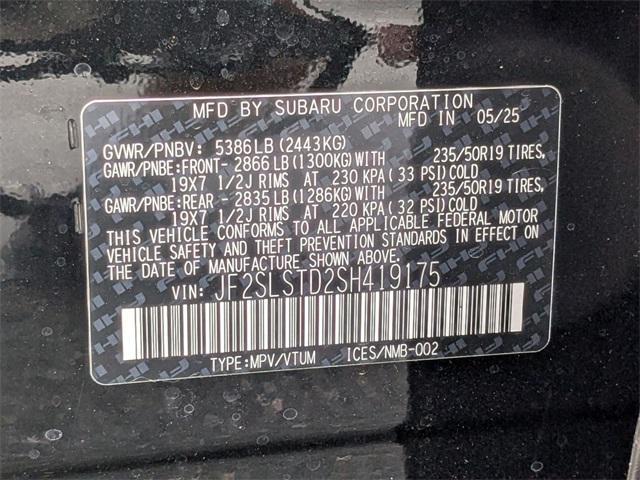 MFD BY SUBARU CORPORATION
MFD IN 05/25
GVWR/PNBV: 5386LB(2443KG)
GAWR/PNBE:FRONT- 2866LB(1300KG)WITH 235/50R19 TIRES,
19X7 1/2J RIMS AT 230 KPA(33 PSI)COLD
GAWR/PNBE:REAR - 2835LB(1286KG)WITH 235/50R19 TIRES,
19X7 1/2J RIMS AT 220 KPA(32 PSI)COLD
THIS VEHICLE CONFORMS TO ALL APPLICABLE FEDERAL MOTOR
VEHICLE SAFETY AND THEFT PREVENTION STANDARDS IN EFFECT ON
THE DATE OF MANUFACTURE SHOWN ABOVE.
VIN: JF2SLSTD2SH419175
TYPE:MPV/VTUM ICES/NMB-002